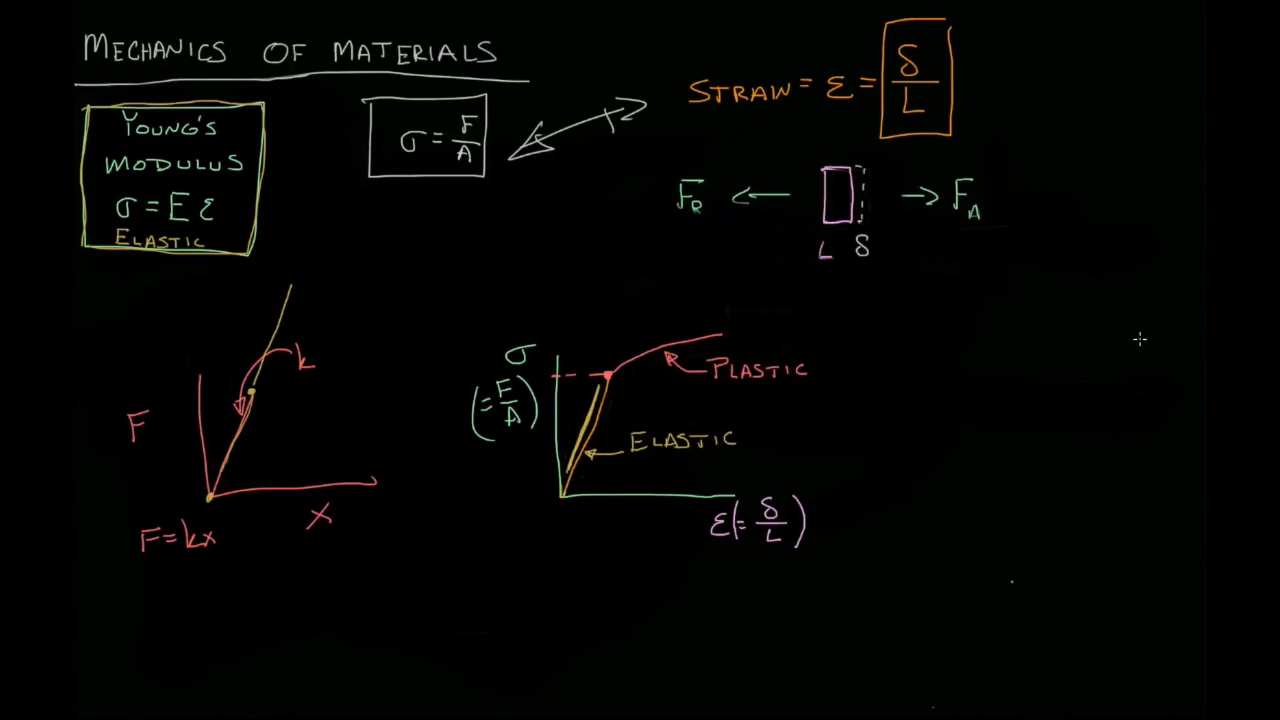 MECHANICS OF MATERIALS
YOUNG'S
MODULUS
σ = E ε
ELASTIC
σ = F/A
STRAIN = ε = δ/L
F_R
F_A
L δ
k
F
x
F = kx
σ
(= F/A)
PLASTIC
ELASTIC
ε (= δ/L)